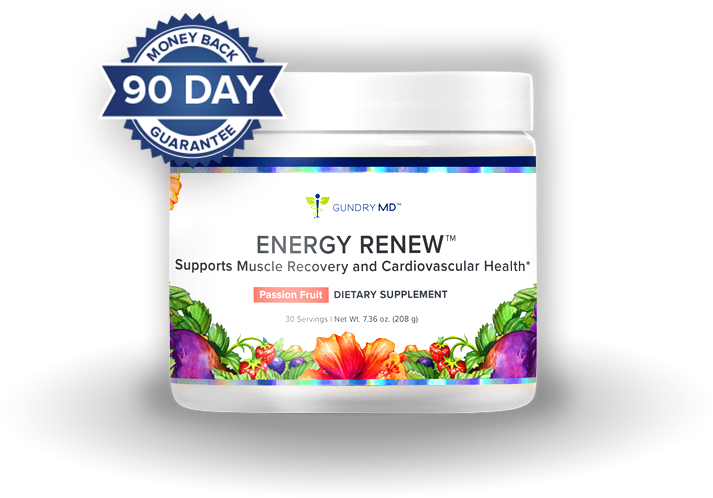 MONEY BACK
90 DAY
GUARANTEE
GUNDRY MD™
ENERGY RENEW™
Supports Muscle Recovery and Cardiovascular Health*
Passion Fruit DIETARY SUPPLEMENT
30 Servings | Net Wt. 7.36 oz. (208 g)